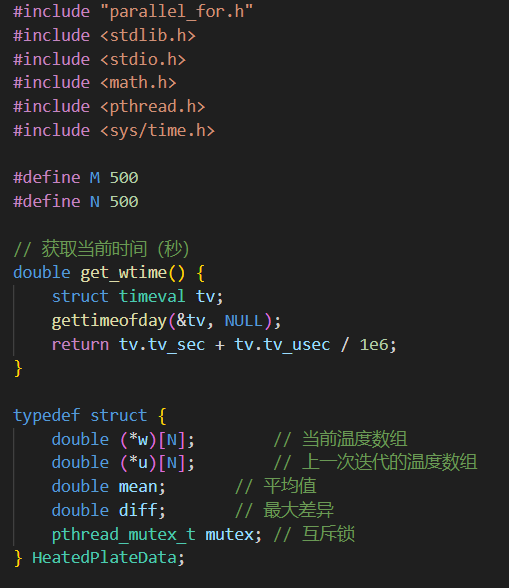 #include "parallel_for.h"
#include <stdlib.h>
#include <stdio.h>
#include <math.h>
#include <pthread.h>
#include <sys/time.h>
#define M 500
#define N 500
// 获取当前时间（秒）
double get_wtime() {
    struct timeval tv;
    gettimeofday(&tv, NULL);
    return tv.tv_sec + tv.tv_usec / 1e6;
}
typedef struct {
    double (*w)[N];       // 当前温度数组
    double (*u)[N];       // 上一次迭代的温度数组
    double mean;       // 平均值
    double diff;       // 最大差异
    pthread_mutex_t mutex; // 互斥锁
} HeatedPlateData;